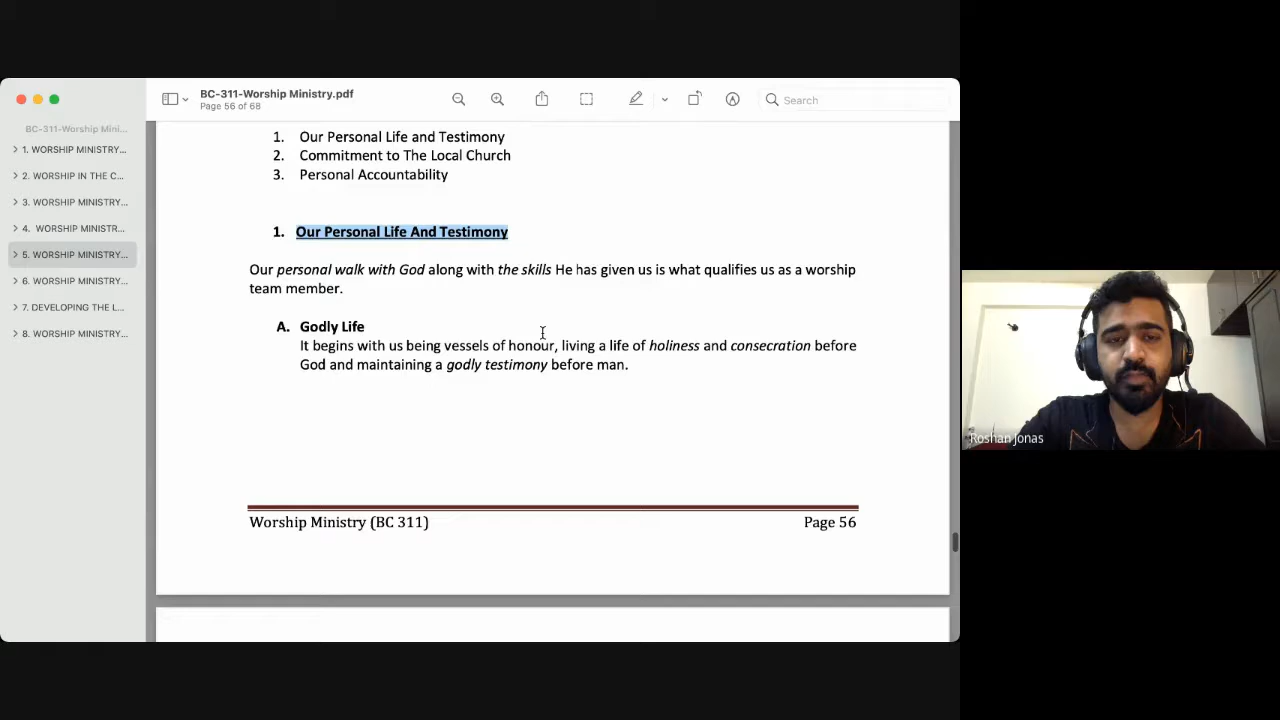 BC-311-Worship Ministry.pdf
Page 56 of 68
Search
BC-311-Worship Mini...
1. WORSHIP MINISTRY...
2. WORSHIP IN THE C...
3. WORSHIP MINISTRY...
4. WORSHIP MINISTR...
5. WORSHIP MINISTRY...
6. WORSHIP MINISTRY...
7. DEVELOPING THE L...
8. WORSHIP MINISTRY...
1. Our Personal Life and Testimony
2. Commitment to The Local Church
3. Personal Accountability
1. Our Personal Life And Testimony
Our personal walk with God along with the skills He has given us is what qualifies us as a worship
team member.
A. Godly Life
It begins with us being vessels of honour, living a life of holiness and consecration before
God and maintaining a godly testimony before man.
Worship Ministry (BC 311)
Page 56
Roshan Jonas